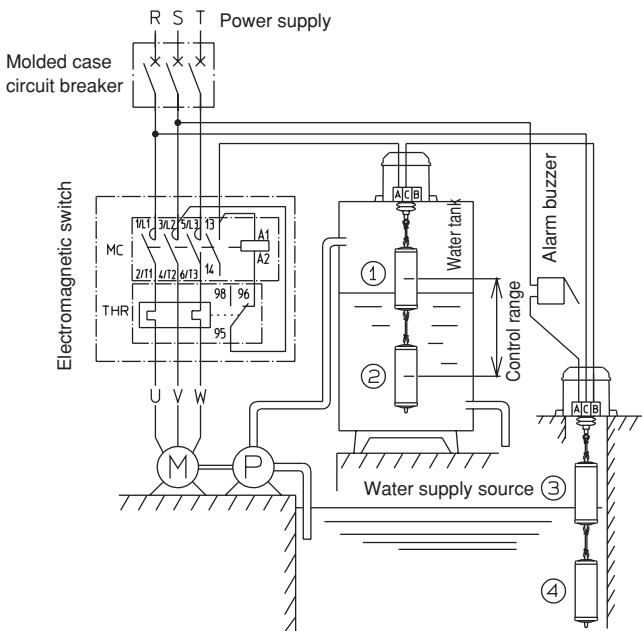 R S T Power supply
Molded case
circuit breaker
Electromagnetic switch
MC
1/L1 3/L2 5/L3 13
A1
A2
2/T1 4/T2 6/T3 14
THR
98 96
95
U V W
M
P
A C B
Water tank
①
②
Control range
Alarm buzzer
A C B
Water supply source ③
④